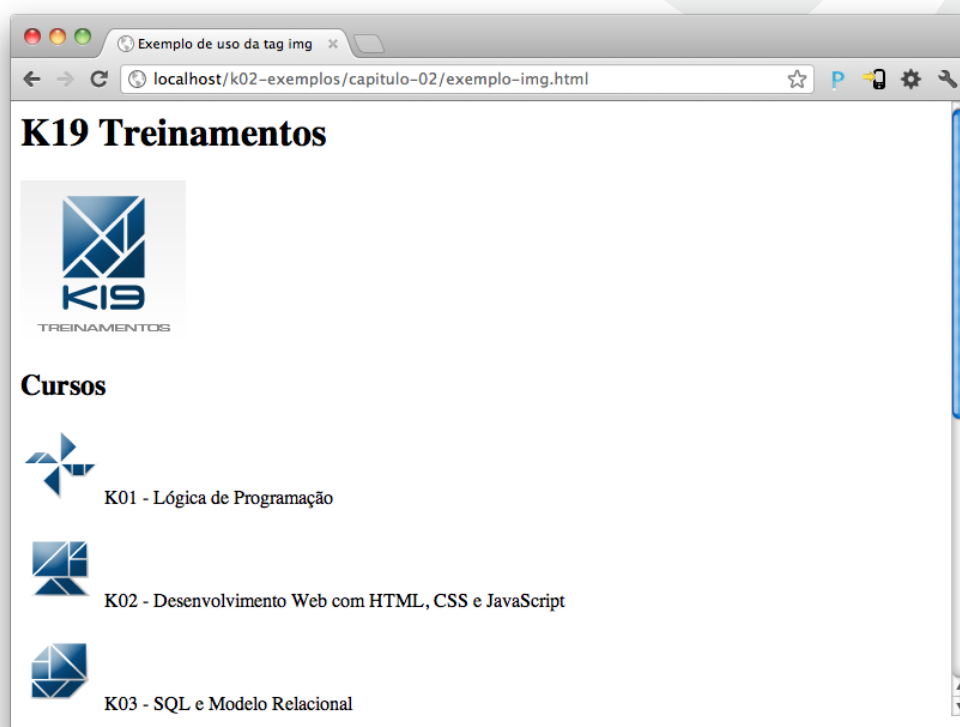 Exemplo de uso da tag img
localhost/k02-exemplos/capitulo-02/exemplo-img.html
P
K19 Treinamentos
K19
TREINAMENTOS
Cursos
K01 - Lógica de Programação
K02 - Desenvolvimento Web com HTML, CSS e JavaScript
K03 - SQL e Modelo Relacional